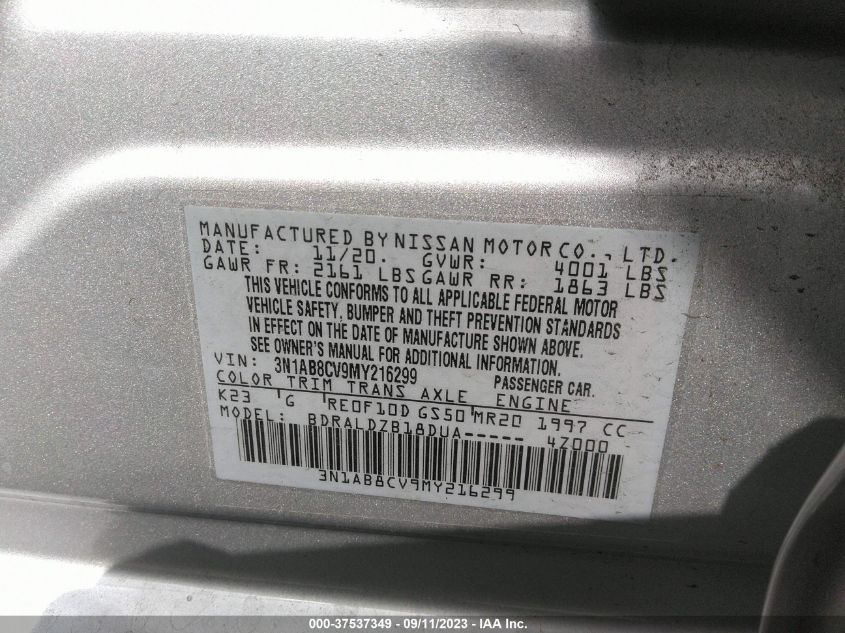 MANUFACTURED BY NISSAN MOTOR CO., LTD.
DATE: 11/20. GVWR: 4001 LBS
GAWR FR: 2161 LBS GAWR RR: 1863 LBS
THIS VEHICLE CONFORMS TO ALL APPLICABLE FEDERAL MOTOR
VEHICLE SAFETY, BUMPER AND THEFT PREVENTION STANDARDS
IN EFFECT ON THE DATE OF MANUFACTURE SHOWN ABOVE.
SEE OWNER'S MANUAL FOR ADDITIONAL INFORMATION.
VIN: 3N1AB8CV9MY216299 PASSENGER CAR.
COLOR TRIM TRANS AXLE ENGINE
K23 G RE0F10D GS50 MR20 1997 CC
MODEL: BDRALDZB18DUA----- 4Z000
3N1AB8CV9MY216299
000-37537349 - 09/11/2023 - IAA Inc.